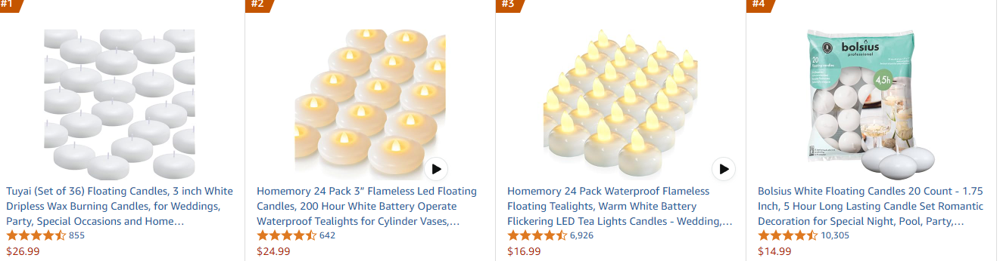 #1
#2
#3
#4
bolsius
professional
20
4,5h
Tuyai (Set of 36) Floating Candles, 3 inch White
Dripless Wax Burning Candles, for Weddings,
Party, Special Occasions and Home…
855
$26.99
Homemory 24 Pack 3” Flameless Led Floating
Candles, 200 Hour White Battery Operate
Waterproof Tealights for Cylinder Vases,…
642
$24.99
Homemory 24 Pack Waterproof Flameless
Floating Tealights, Warm White Battery
Flickering LED Tea Lights Candles - Wedding,…
6,926
$16.99
Bolsius White Floating Candles 20 Count - 1.75
Inch, 5 Hour Long Lasting Candle Set Romantic
Decoration for Special Night, Pool, Party,…
10,305
$14.99